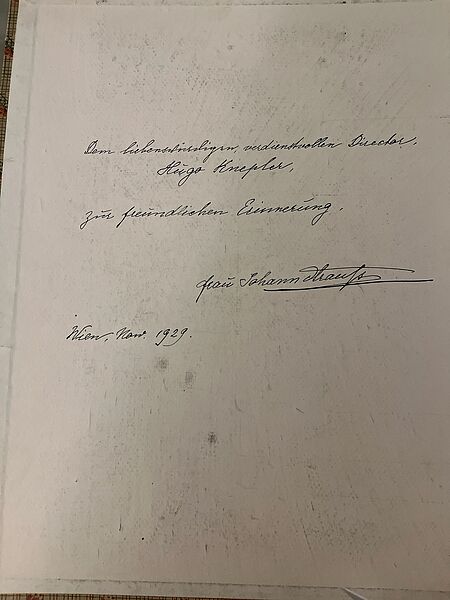 Dem liebenswürdigen, verdienstvollen Director,
Hugo Knepler,
zur freundlichen Erinnerung.
Frau Johann Strauss
Wien, Nov. 1929.